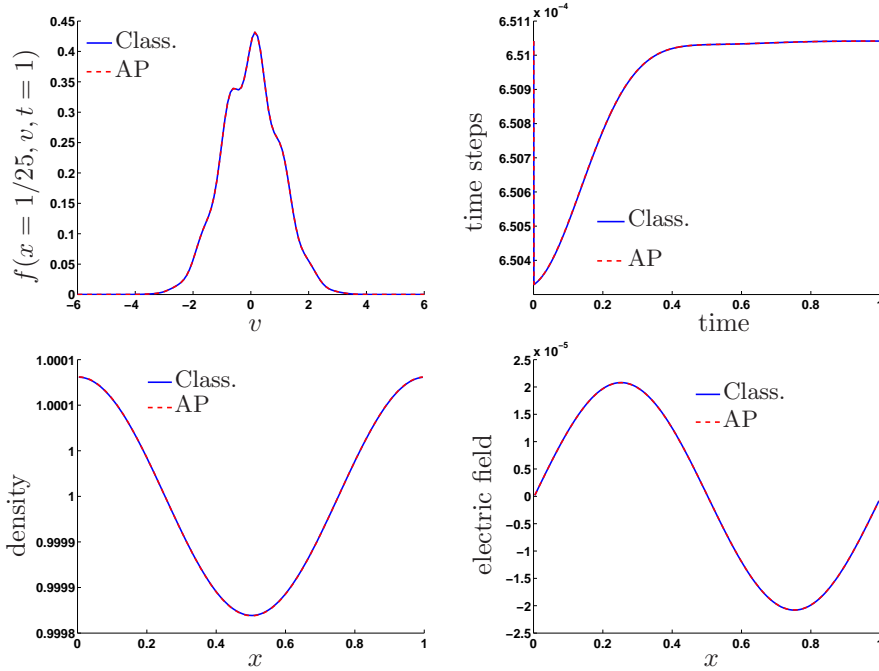 0.45
0.4
0.35
0.3
0.25
0.2
0.15
0.1
0.05
0
−6 −4 −2 0 2 4 6
f(x = 1/25, v, t = 1)
v
Class.
AP
x 10⁻⁴
6.511
6.51
6.509
6.508
6.507
6.506
6.505
6.504
0 0.2 0.4 0.6 0.8 1
time steps
time
Class.
AP
1.0001
1.0001
1
1
0.9999
0.9999
0.9998
0 0.2 0.4 0.6 0.8 1
density
x
Class.
AP
x 10⁻⁵
2.5
2
1.5
1
0.5
0
−0.5
−1
−1.5
−2
−2.5
0 0.2 0.4 0.6 0.8 1
electric field
x
Class.
AP